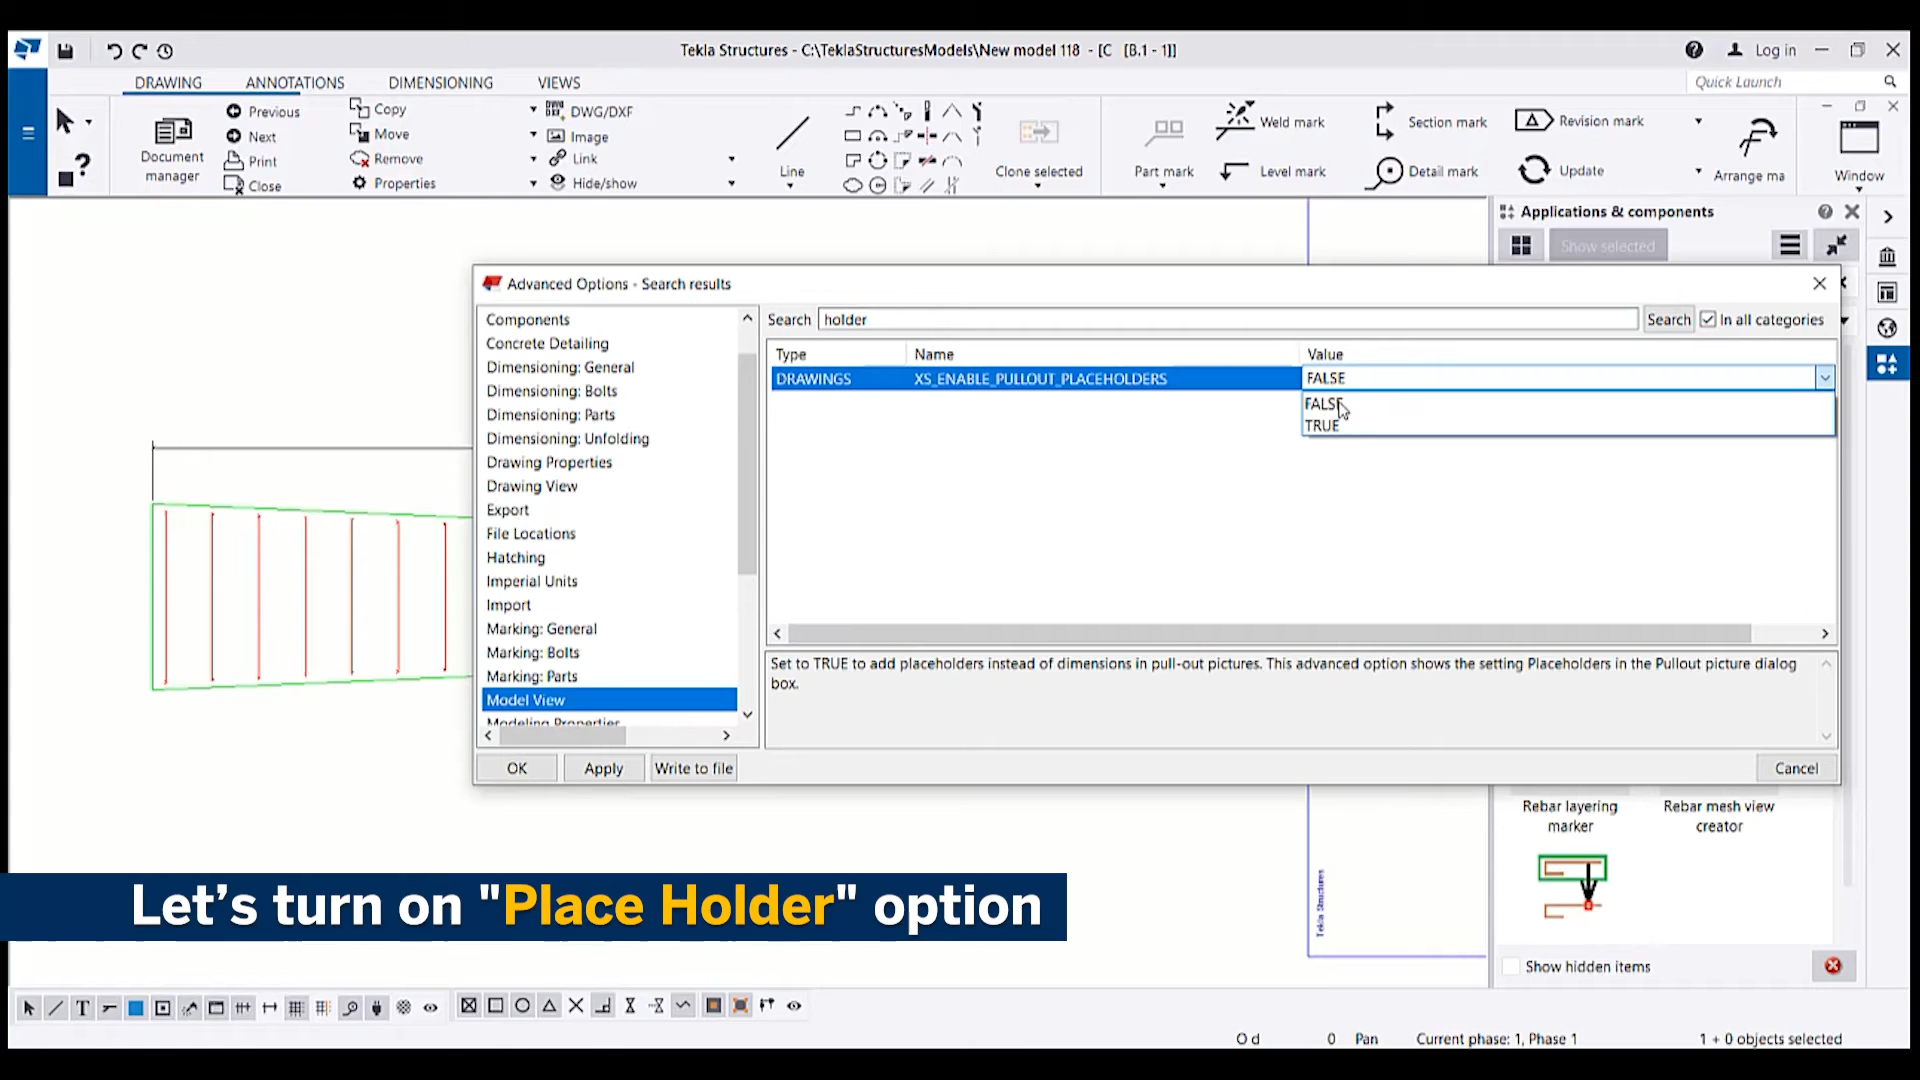 Tekla Structures - C:\TeklaStructuresModels\New model 118 - [C [B.1 - 1]]
Log in
DRAWING
ANNOTATIONS
DIMENSIONING
VIEWS
Quick Launch
Document manager
Previous
Next
Print
Close
Copy
Move
Remove
Properties
DWG/DXF
Image
Link
Hide/show
Line
Clone selected
Part mark
Weld mark
Level mark
Section mark
Detail mark
Revision mark
Update
Arrange ma
Window
Applications & components
Show selected
Advanced Options - Search results
Components
Concrete Detailing
Dimensioning: General
Dimensioning: Bolts
Dimensioning: Parts
Dimensioning: Unfolding
Drawing Properties
Drawing View
Export
File Locations
Hatching
Imperial Units
Import
Marking: General
Marking: Bolts
Marking: Parts
Model View
Modeling Properties
Search holder Search In all categories
Type Name Value
DRAWINGS XS_ENABLE_PULLOUT_PLACEHOLDERS FALSE
FALSE
TRUE
Set to TRUE to add placeholders instead of dimensions in pull-out pictures. This advanced option shows the setting Placeholders in the Pullout picture dialog
box.
OK Apply Write to file Cancel
Rebar layering marker
Rebar mesh view creator
Tekla Structures
Let's turn on "Place Holder" option
Show hidden items
O d 0 Pan Current phase: 1, Phase 1 1 + 0 objects selected